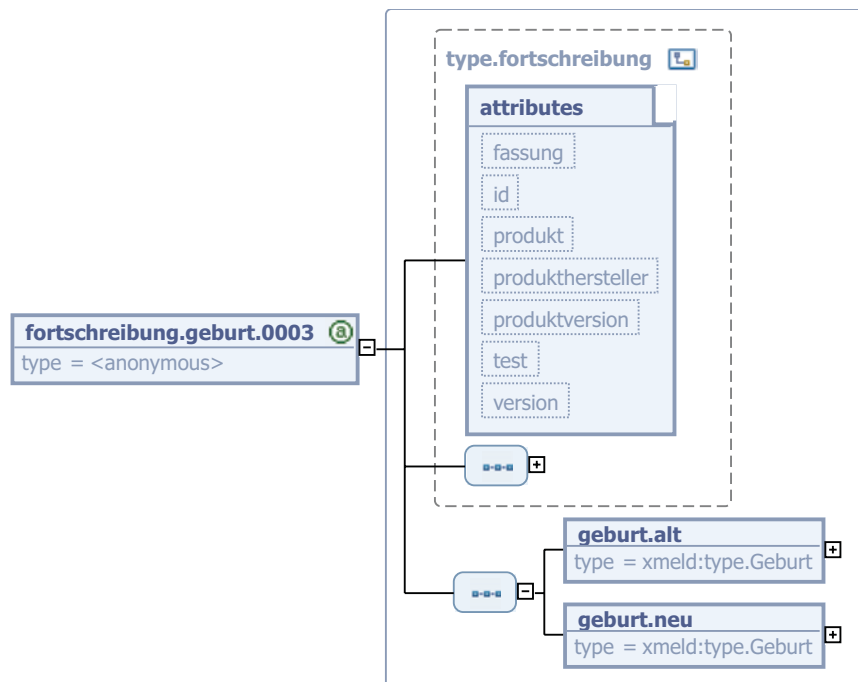 type.fortschreibung
attributes
fassung
id
produkt
produkthersteller
produktversion
test
version
fortschreibung.geburt.0003 a
type = <anonymous>
geburt.alt
type = xmeld:type.Geburt
geburt.neu
type = xmeld:type.Geburt